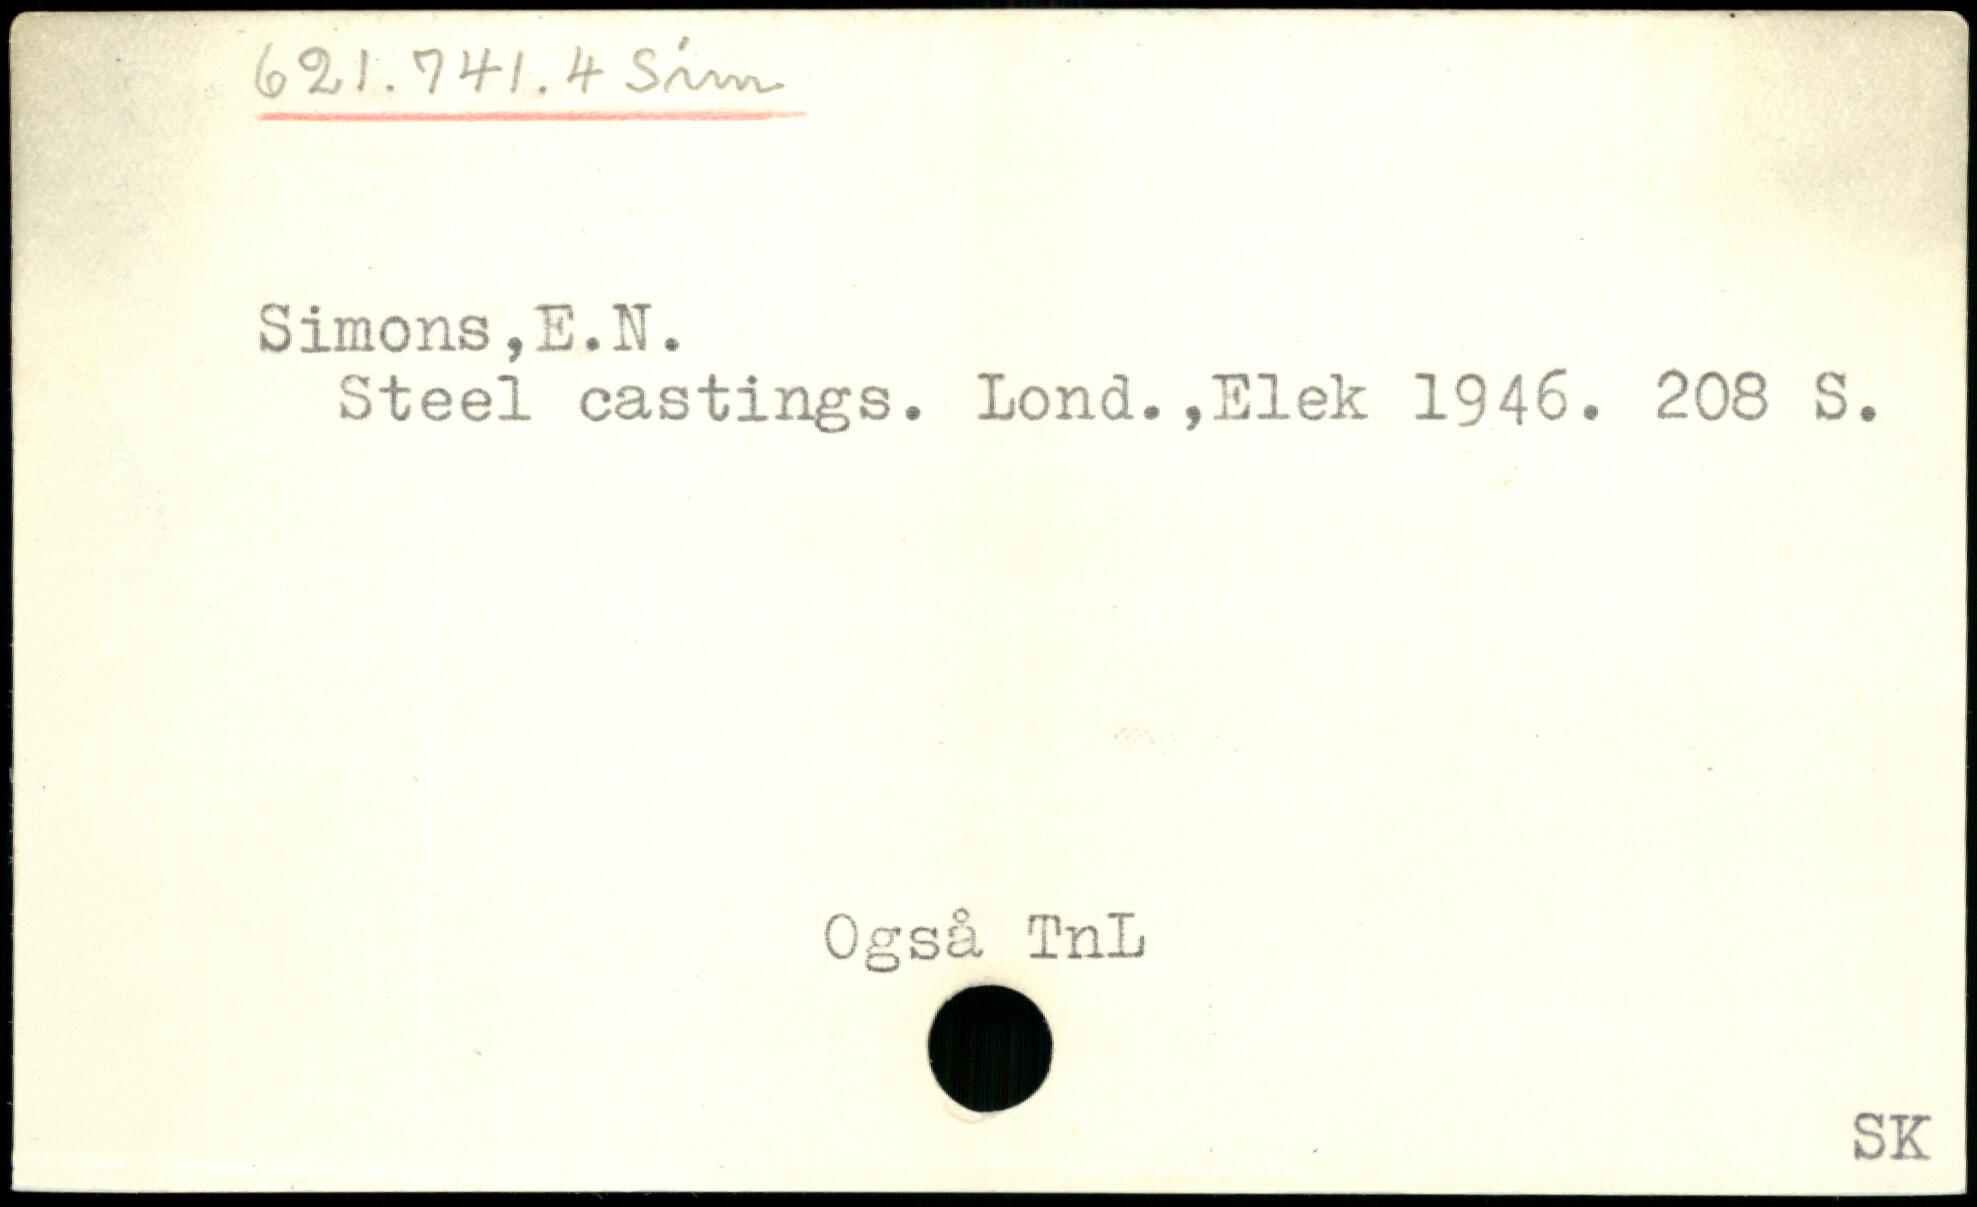 621.741.4 Sim
Simons,E.N.
Steel castings. Lond.,Elek 1946. 208 S.
Også TnL
SK